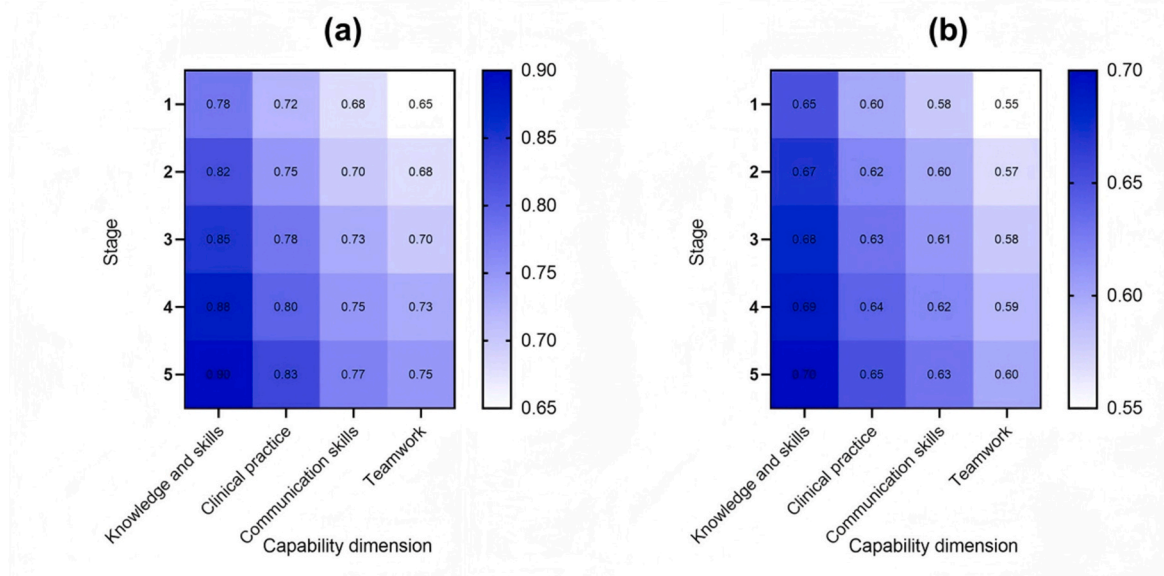 (a)
0.78 0.72 0.68 0.65
0.82 0.75 0.70 0.68
0.85 0.78 0.73 0.70
0.88 0.80 0.75 0.73
0.90 0.83 0.77 0.75
1
2
3
4
5
Stage
Knowledge and skills
Clinical practice
Communication skills
Teamwork
Capability dimension
0.90
0.85
0.80
0.75
0.70
0.65
(b)
0.65 0.60 0.58 0.55
0.67 0.62 0.60 0.57
0.68 0.63 0.61 0.58
0.69 0.64 0.62 0.59
0.70 0.65 0.63 0.60
1
2
3
4
5
Stage
Knowledge and skills
Clinical practice
Communication skills
Teamwork
Capability dimension
0.70
0.65
0.60
0.55